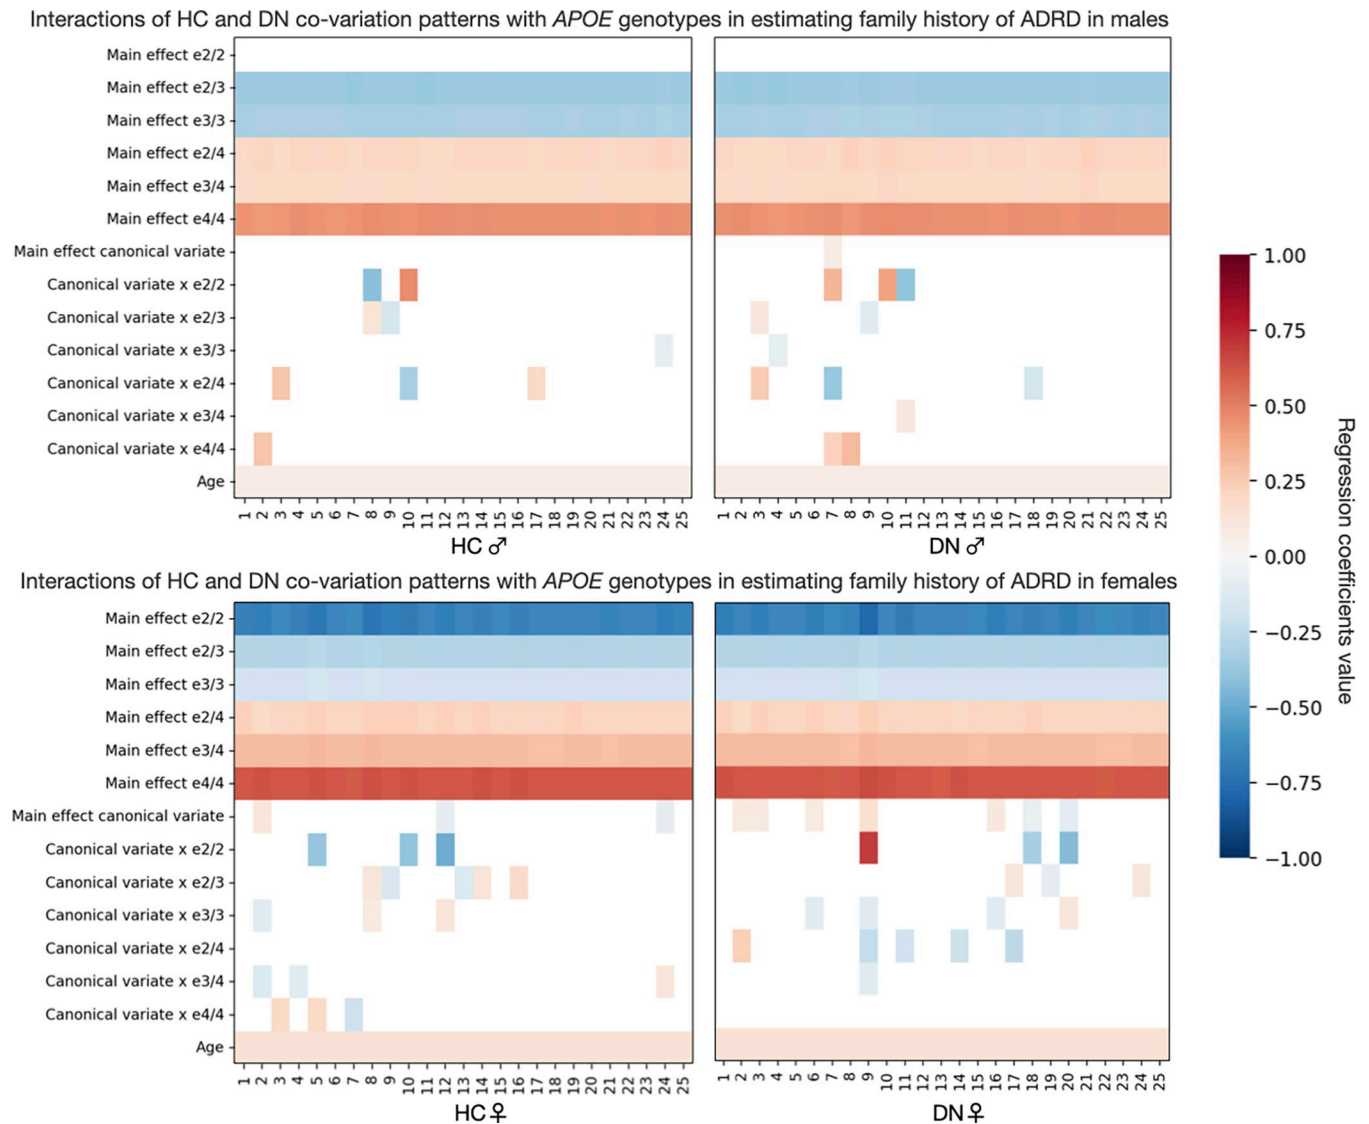 Interactions of HC and DN co-variation patterns with APOE genotypes in estimating family history of ADRD in males
Main effect e2/2
Main effect e2/3
Main effect e3/3
Main effect e2/4
Main effect e3/4
Main effect e4/4
Main effect canonical variate
Canonical variate x e2/2
Canonical variate x e2/3
Canonical variate x e3/3
Canonical variate x e2/4
Canonical variate x e3/4
Canonical variate x e4/4
Age
1 2 3 4 5 6 7 8 9 10 11 12 13 14 15 16 17 18 19 20 21 22 23 24 25
HC ♂
1 2 3 4 5 6 7 8 9 10 11 12 13 14 15 16 17 18 19 20 21 22 23 24 25
DN ♂
Interactions of HC and DN co-variation patterns with APOE genotypes in estimating family history of ADRD in females
Main effect e2/2
Main effect e2/3
Main effect e3/3
Main effect e2/4
Main effect e3/4
Main effect e4/4
Main effect canonical variate
Canonical variate x e2/2
Canonical variate x e2/3
Canonical variate x e3/3
Canonical variate x e2/4
Canonical variate x e3/4
Canonical variate x e4/4
Age
1 2 3 4 5 6 7 8 9 10 11 12 13 14 15 16 17 18 19 20 21 22 23 24 25
HC♀
1 2 3 4 5 6 7 8 9 10 11 12 13 14 15 16 17 18 19 20 21 22 23 24 25
DN♀
1.00
0.75
0.50
0.25
0.00
−0.25
−0.50
−0.75
−1.00
Regression coefficients value